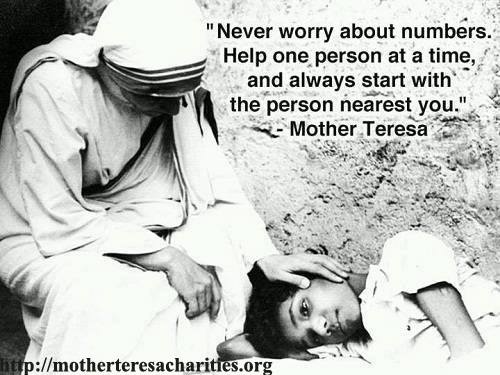 "Never worry about numbers.
Help one person at a time,
and always start with
the person nearest you."
- Mother Teresa
http://motherteresacharities.org